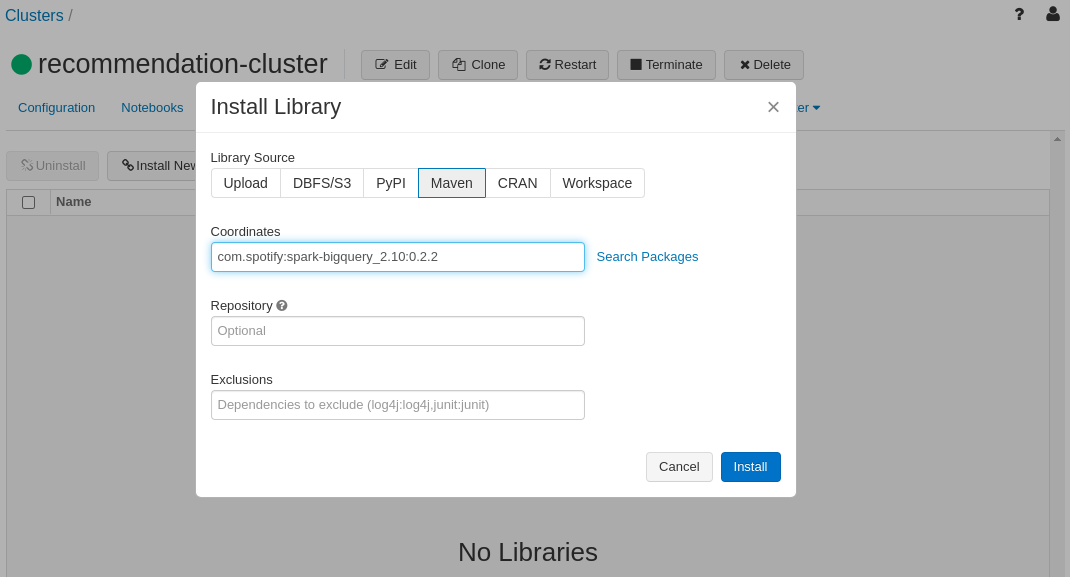 Clusters /
?
recommendation-cluster
Edit
Clone
Restart
Terminate
Delete
Configuration
Notebooks
Uninstall
Install New
Name
Install Library
×
Library Source
Upload
DBFS/S3
PyPI
Maven
CRAN
Workspace
Coordinates
com.spotify:spark-bigquery_2.10:0.2.2
Search Packages
Repository ?
Optional
Exclusions
Dependencies to exclude (log4j:log4j,junit:junit)
Cancel
Install
No Libraries